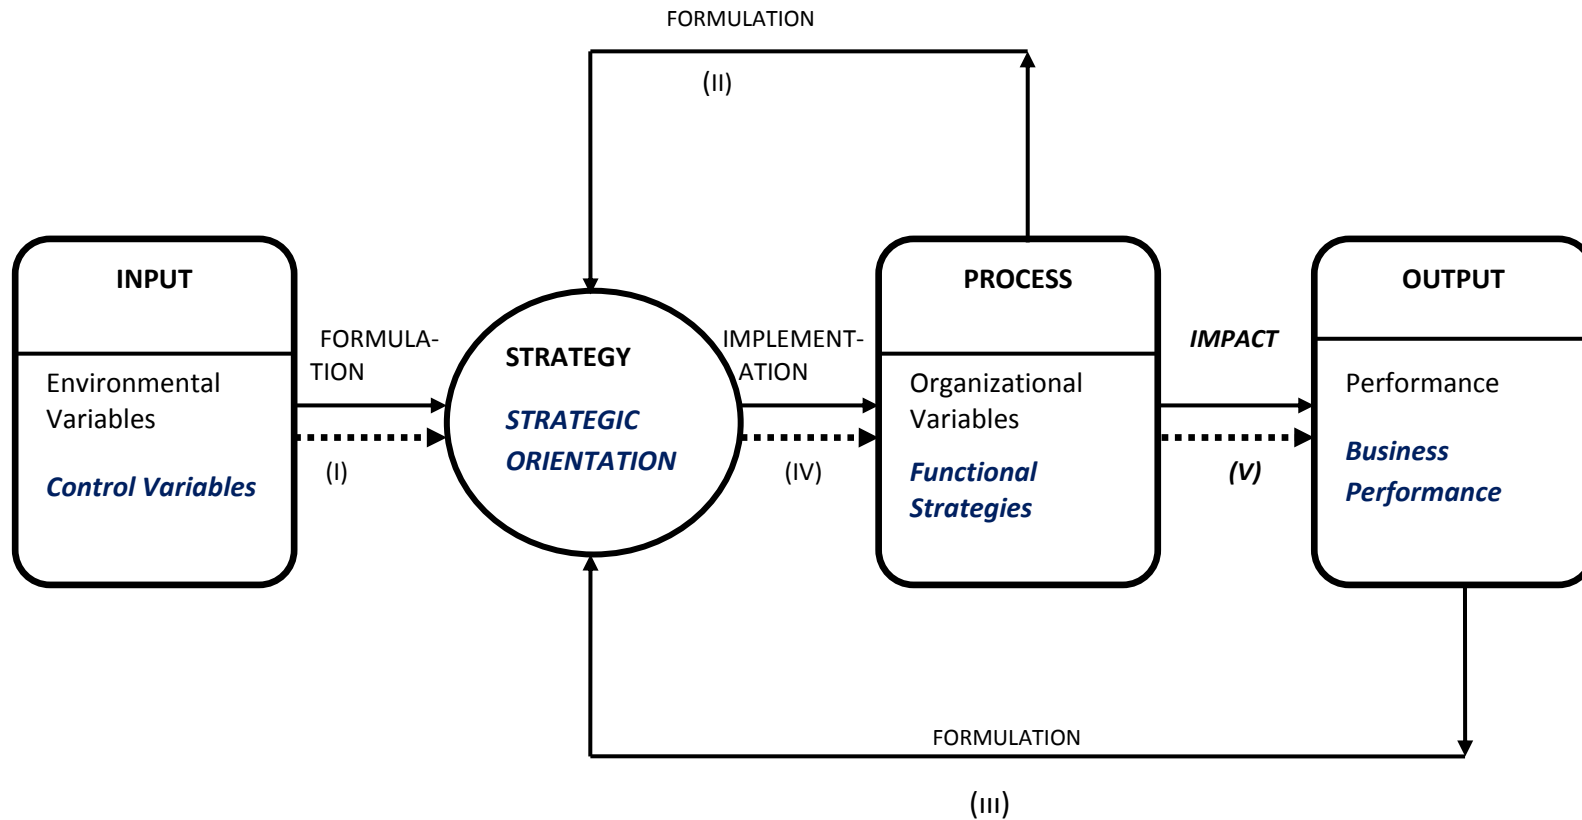 FORMULATION
(II)
INPUT
Environmental
Variables
Control Variables
FORMULA-
TION
(I)
STRATEGY
STRATEGIC
ORIENTATION
IMPLEMENT-
ATION
(IV)
PROCESS
Organizational
Variables
Functional
Strategies
IMPACT
(V)
OUTPUT
Performance
Business
Performance
FORMULATION
(III)